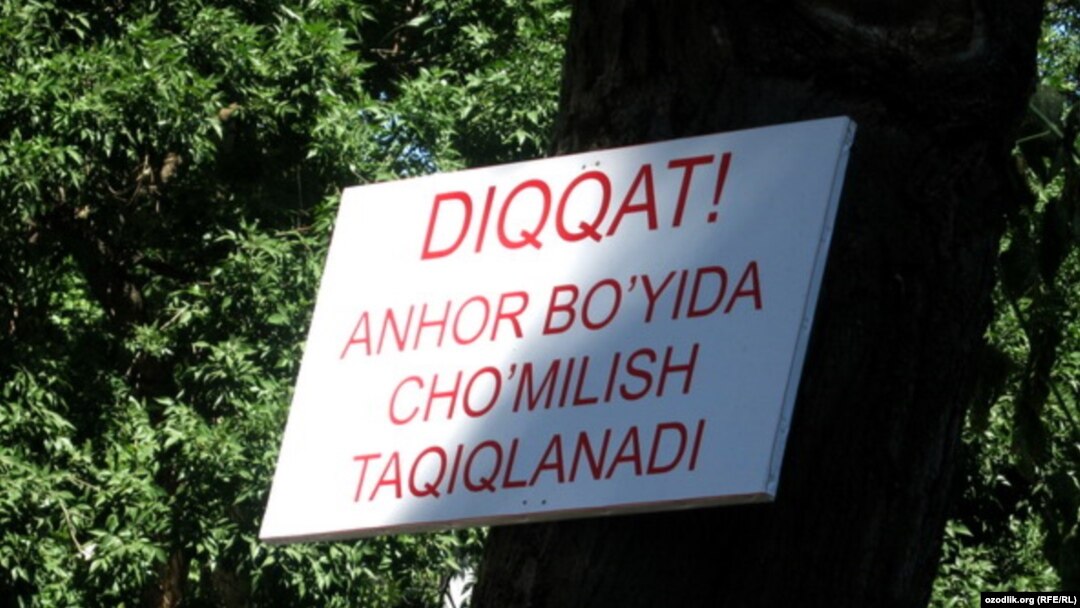 DIQQAT!
ANHOR BO'YIDA
CHO'MILISH
TAQIQLANADI
ozodlik.org (RFE/RL)